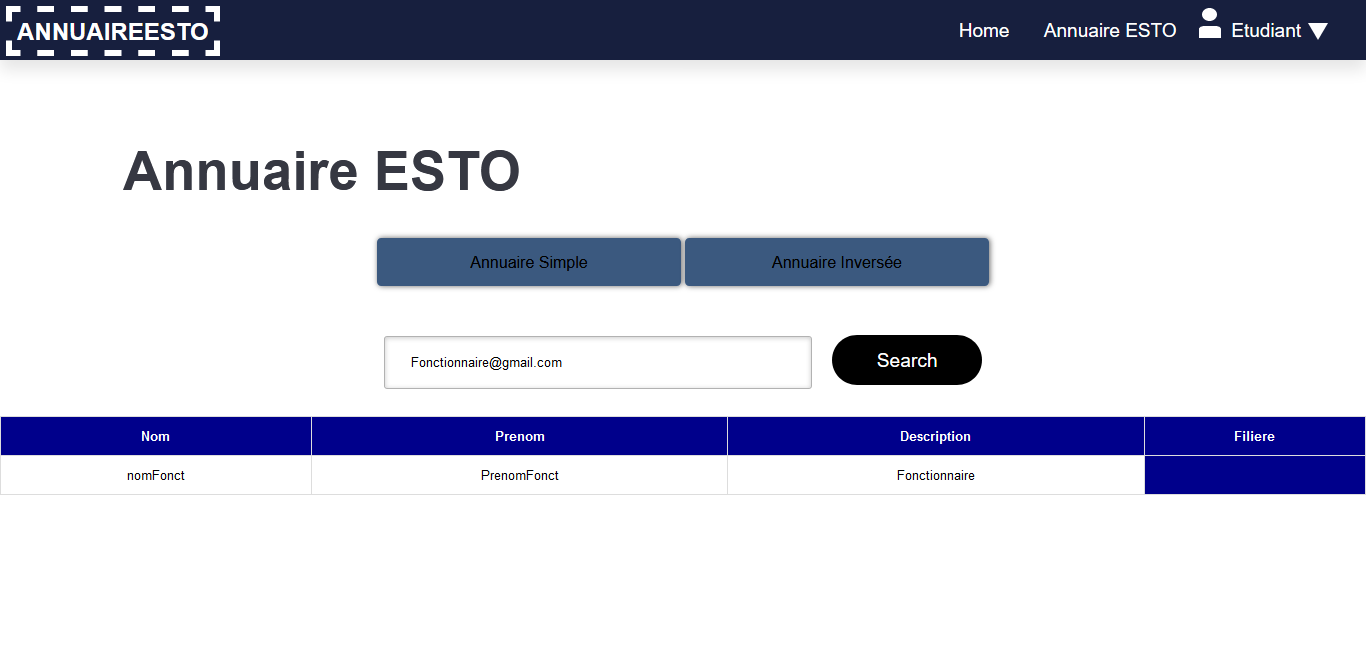 ANNUAIREESTO Home Annuaire ESTO Etudiant
Annuaire ESTO
Annuaire Simple Annuaire Inversée
Fonctionnaire@gmail.com Search
Nom Prenom Description Filiere
nomFonct PrenomFonct Fonctionnaire